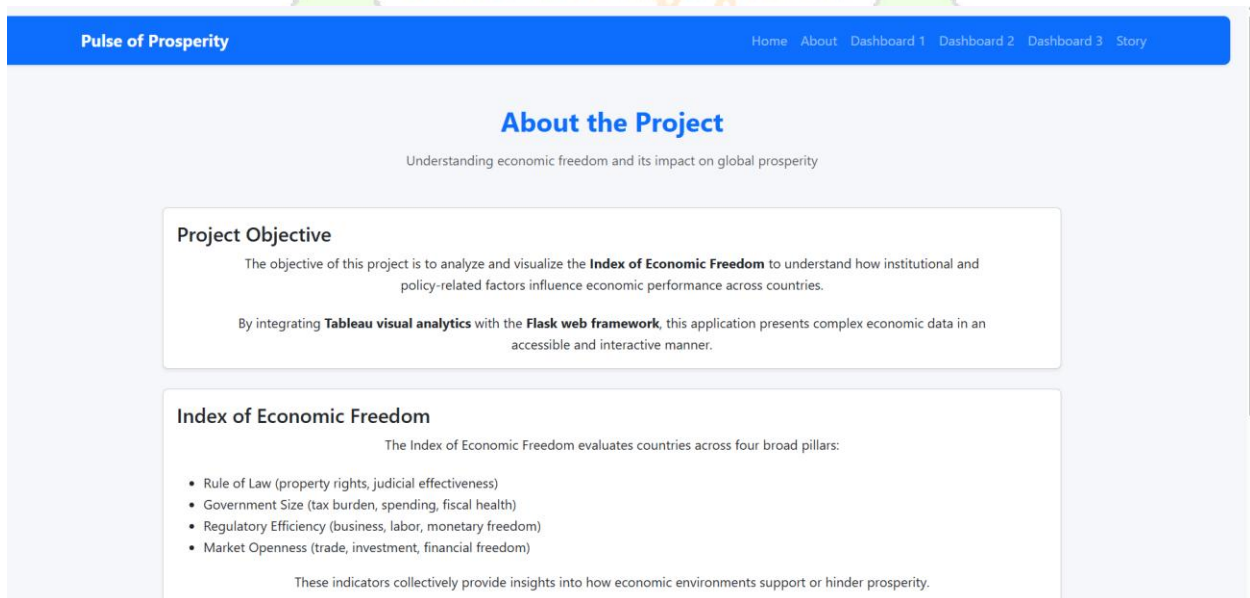 Pulse of Prosperity
Home About Dashboard 1 Dashboard 2 Dashboard 3 Story
About the Project
Understanding economic freedom and its impact on global prosperity
Project Objective
The objective of this project is to analyze and visualize the Index of Economic Freedom to understand how institutional and
policy-related factors influence economic performance across countries.
By integrating Tableau visual analytics with the Flask web framework, this application presents complex economic data in an
accessible and interactive manner.
Index of Economic Freedom
The Index of Economic Freedom evaluates countries across four broad pillars:
• Rule of Law (property rights, judicial effectiveness)
• Government Size (tax burden, spending, fiscal health)
• Regulatory Efficiency (business, labor, monetary freedom)
• Market Openness (trade, investment, financial freedom)
These indicators collectively provide insights into how economic environments support or hinder prosperity.